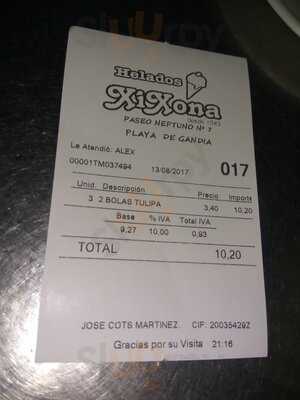 Helados
XiXona
Desde 1943
PASEO NEPTUNO Nº 7
PLAYA DE GANDIA
Le Atendió: ALEX
00001TM037494 13/08/2017 017
Unid. Descripción Precio Importe
3 2 BOLAS TULIPA 3,40 10,20
Base % IVA Total IVA
9,27 10,00 0,93
TOTAL 10,20
JOSE COTS MARTINEZ. CIF: 20035429Z
Gracias por su Visita 21:16